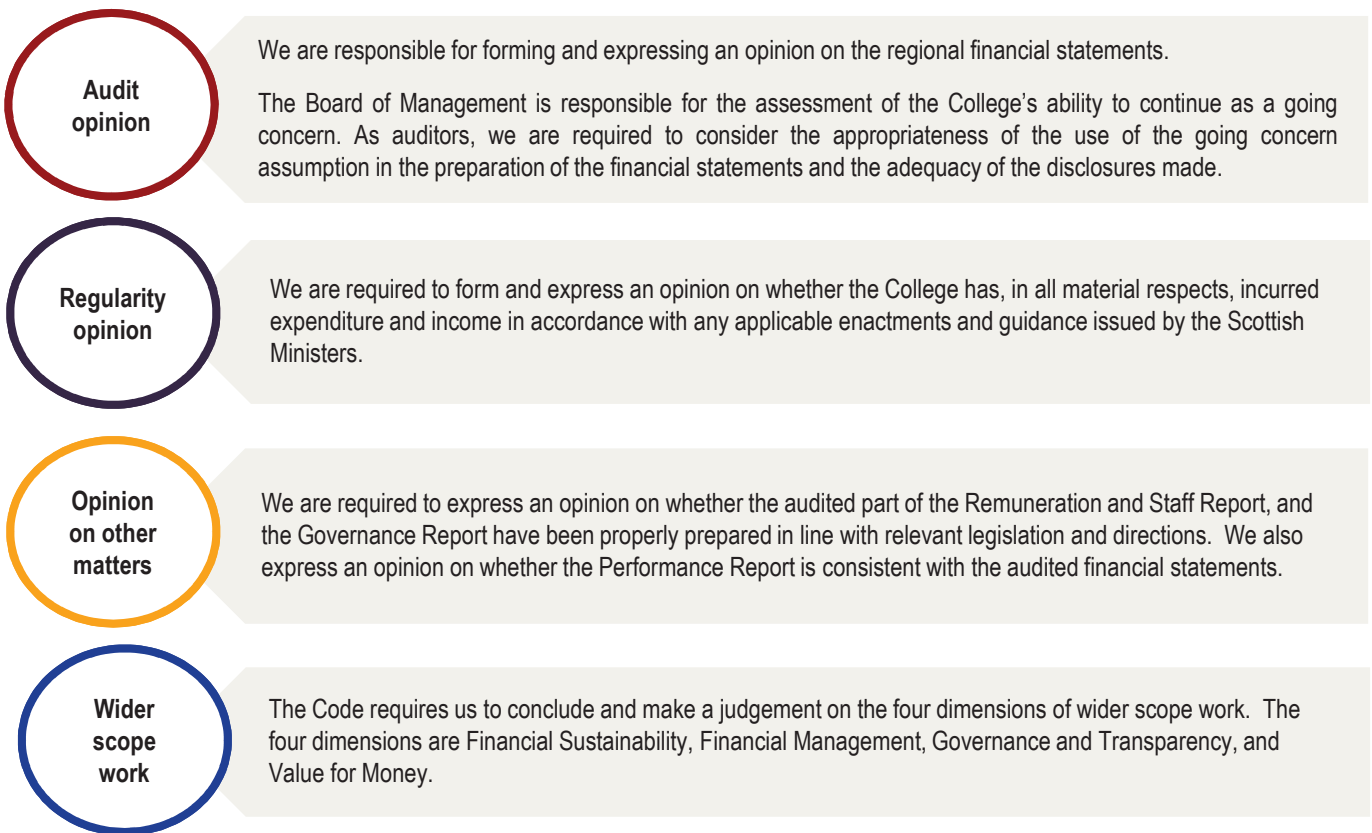 Audit
opinion
We are responsible for forming and expressing an opinion on the regional financial statements.
The Board of Management is responsible for the assessment of the College's ability to continue as a going
concern. As auditors, we are required to consider the appropriateness of the use of the going concern
assumption in the preparation of the financial statements and the adequacy of the disclosures made.
Regularity
opinion
We are required to form and express an opinion on whether the College has, in all material respects, incurred
expenditure and income in accordance with any applicable enactments and guidance issued by the Scottish
Ministers.
Opinion
on other
matters
We are required to express an opinion on whether the audited part of the Remuneration and Staff Report, and
the Governance Report have been properly prepared in line with relevant legislation and directions.  We also
express an opinion on whether the Performance Report is consistent with the audited financial statements.
Wider
scope
work
The Code requires us to conclude and make a judgement on the four dimensions of wider scope work.  The
four dimensions are Financial Sustainability, Financial Management, Governance and Transparency, and
Value for Money.